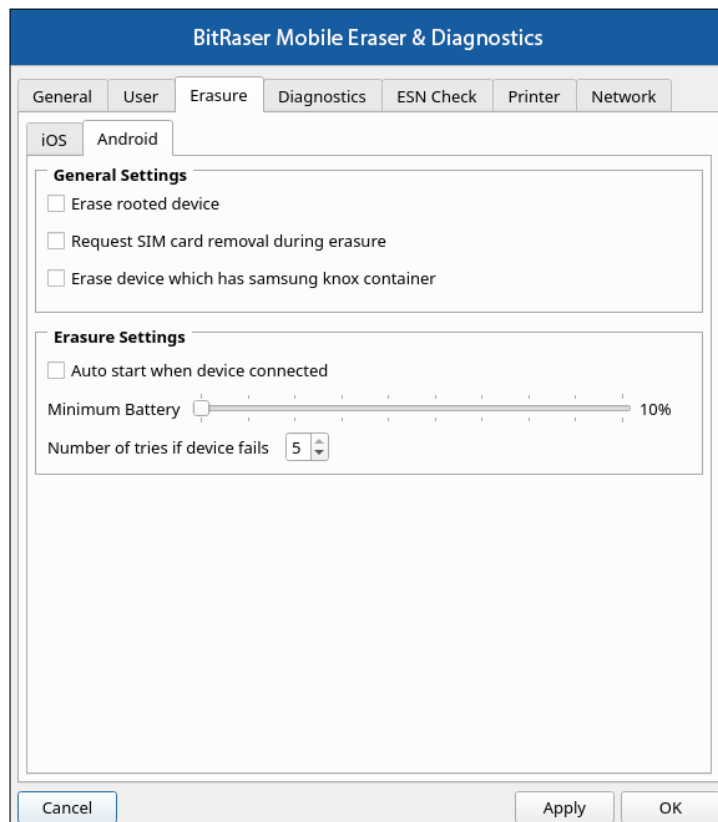 BitRaser Mobile Eraser & Diagnostics
General User Erasure Diagnostics ESN Check Printer Network
iOS Android
General Settings
Erase rooted device
Request SIM card removal during erasure
Erase device which has samsung knox container
Erasure Settings
Auto start when device connected
Minimum Battery 10%
Number of tries if device fails 5
Cancel Apply OK